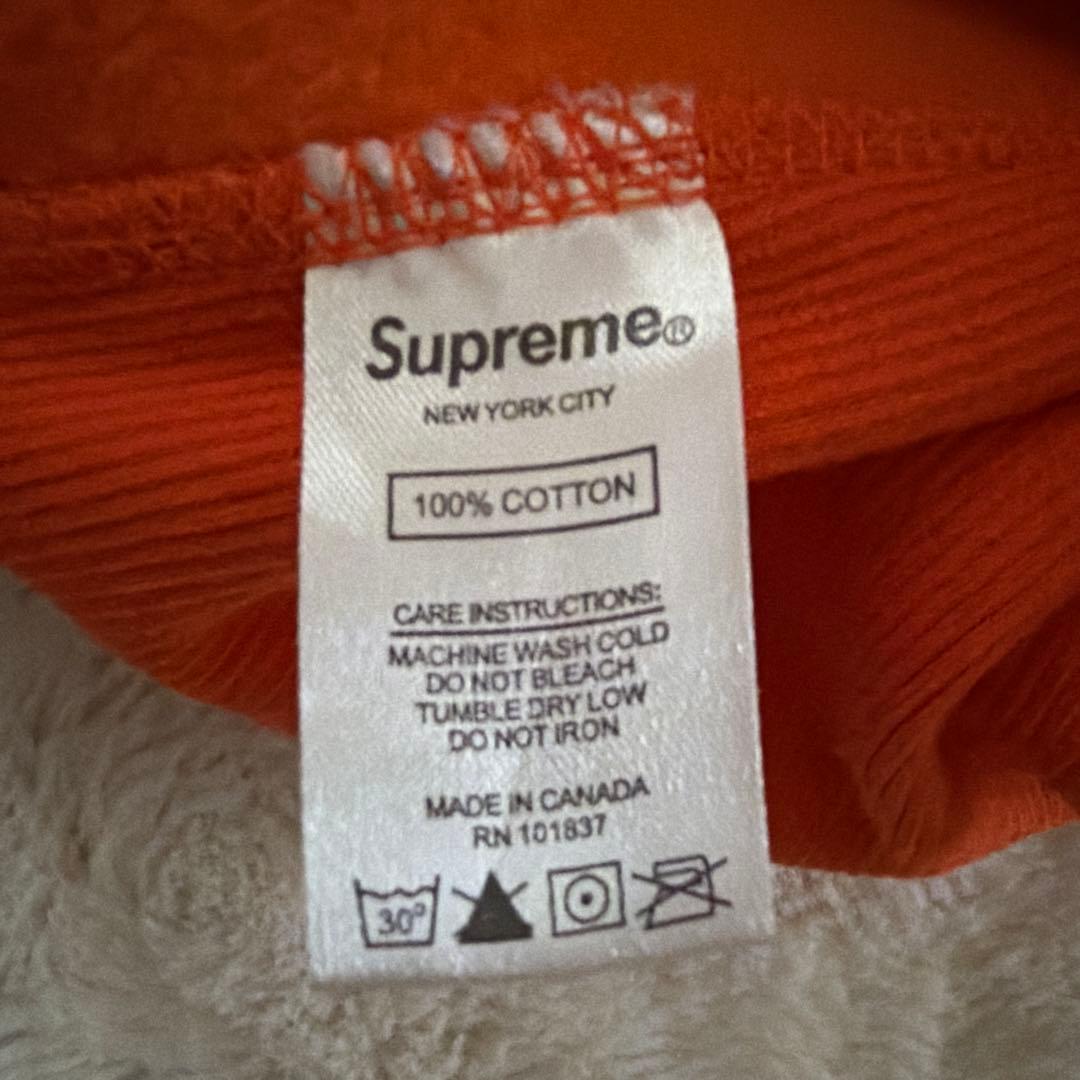 Supreme®
NEW YORK CITY
100% COTTON
CARE INSTRUCTIONS:
MACHINE WASH COLD
DO NOT BLEACH
TUMBLE DRY LOW
DO NOT IRON
MADE IN CANADA
RN 101837
30°